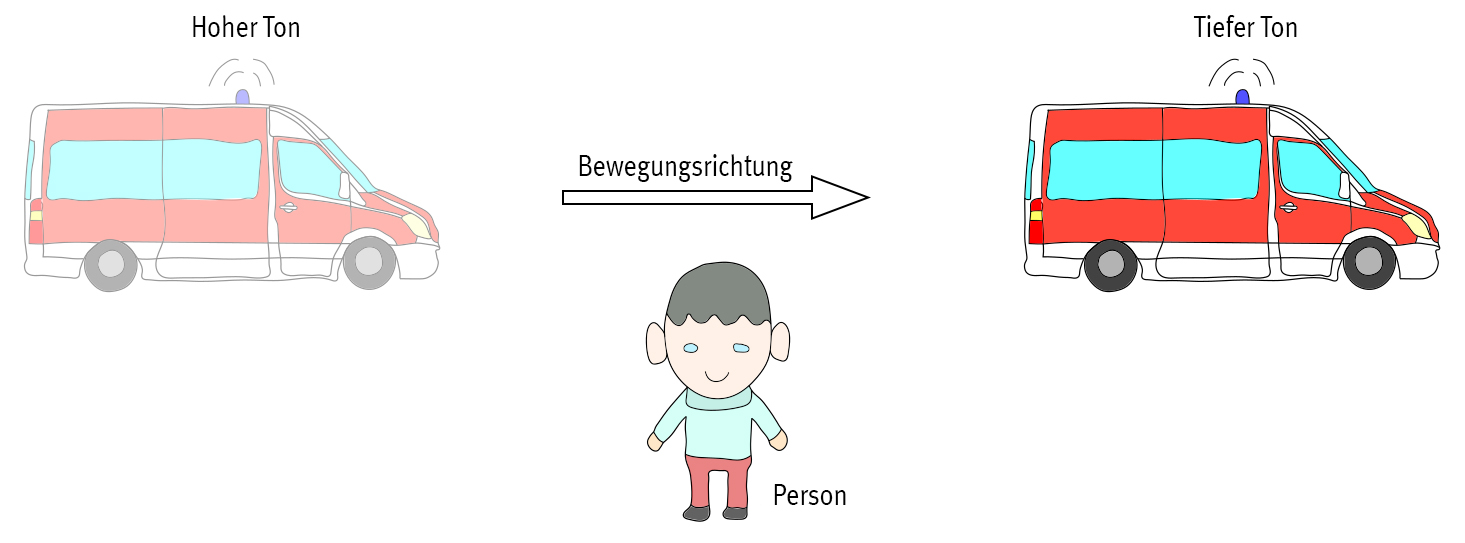 Hoher Ton
Tiefer Ton
Bewegungsrichtung
Person